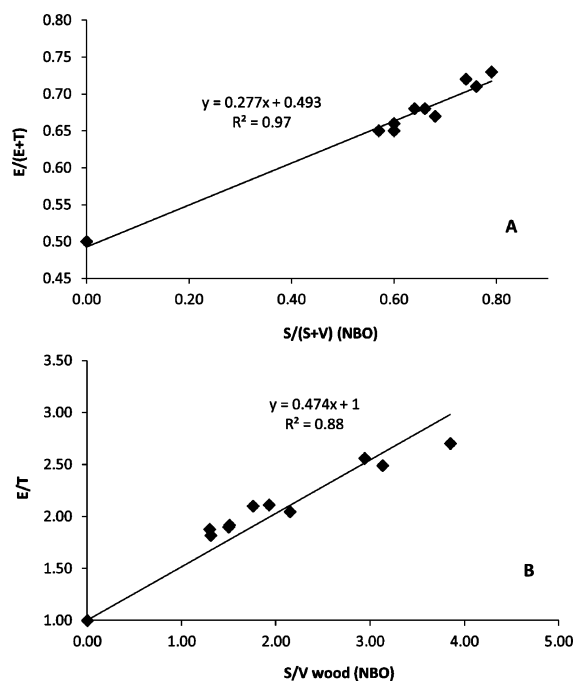 0.80
0.75
0.70
0.65
0.60
0.55
0.50
0.45
E/(E+T)
y = 0.277x + 0.493
R² = 0.97
A
0.00 0.20 0.40 0.60 0.80
S/(S+V) (NBO)
3.50
3.00
2.50
2.00
1.50
1.00
E/T
y = 0.474x + 1
R² = 0.88
B
0.00 1.00 2.00 3.00 4.00 5.00
S/V wood (NBO)